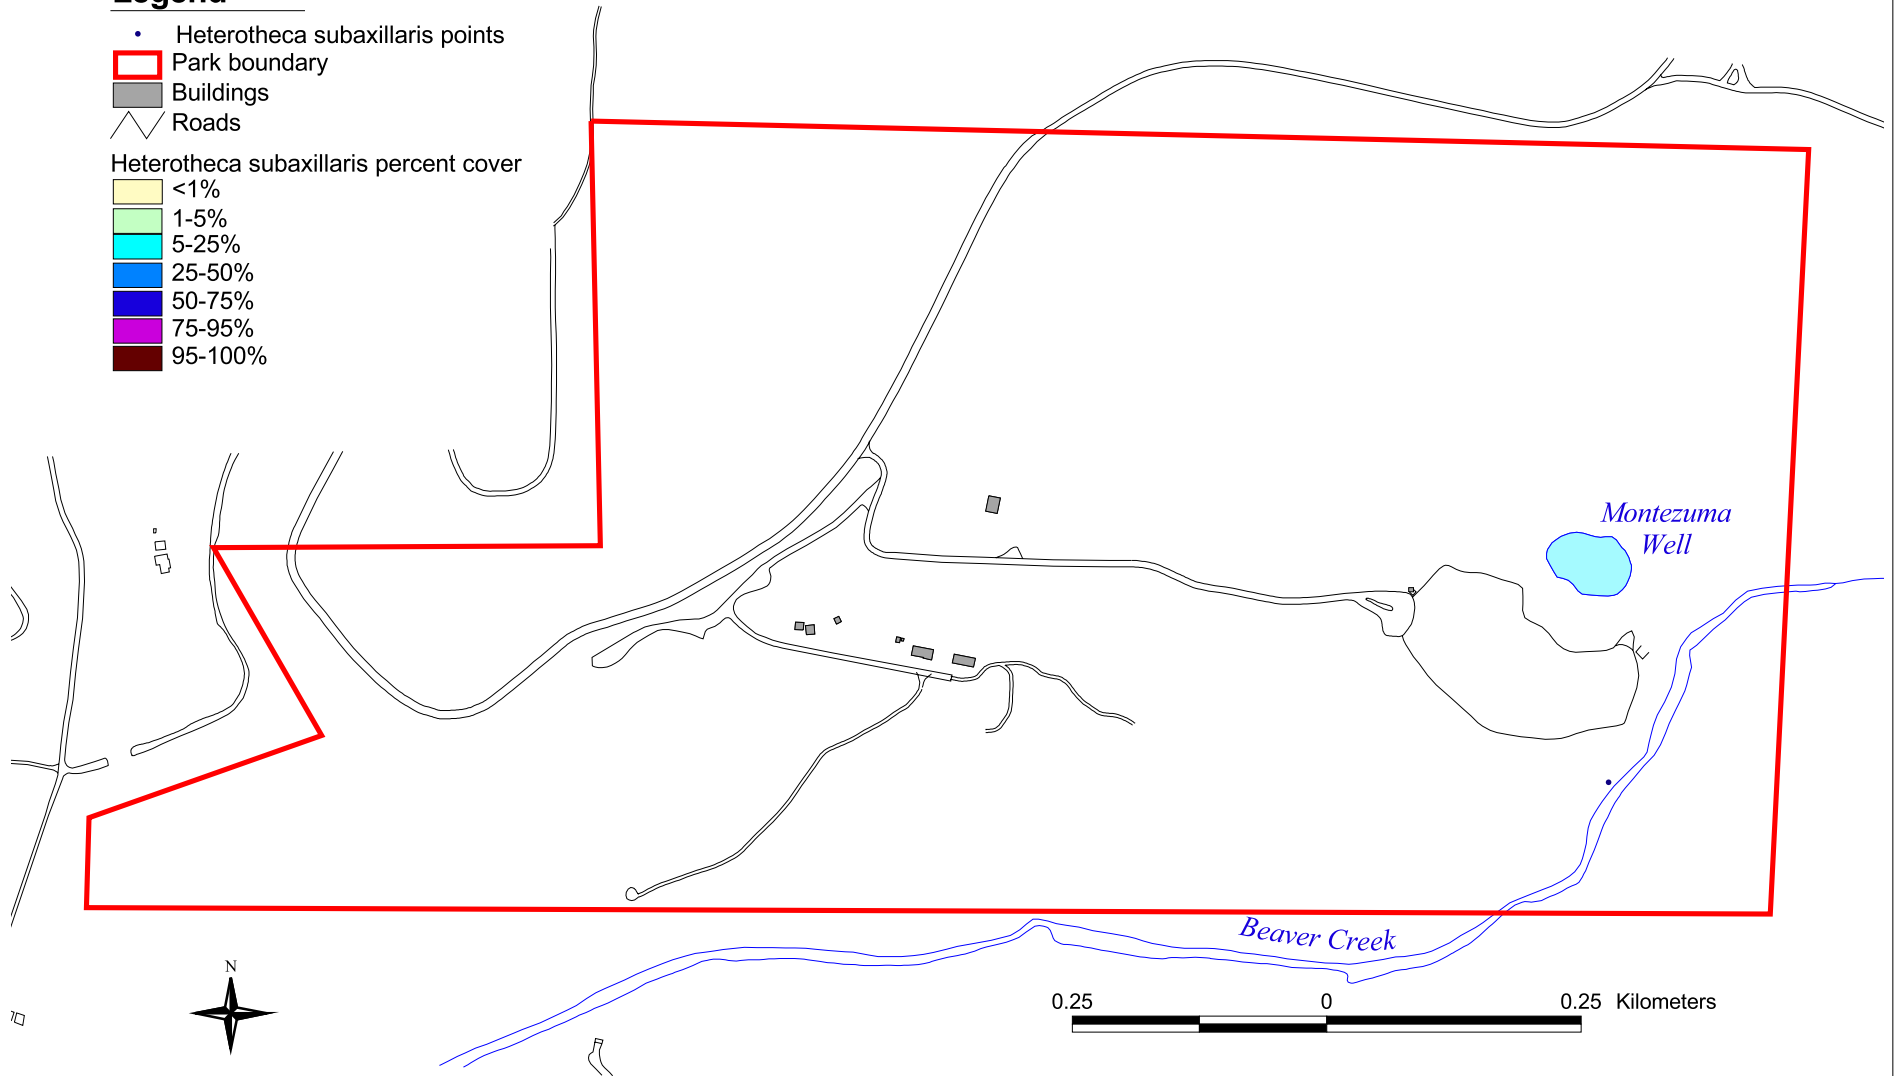 Legend
Heterotheca subaxillaris points
Park boundary
Buildings
Roads
Heterotheca subaxillaris percent cover
<1%
1-5%
5-25%
25-50%
50-75%
75-95%
95-100%
Montezuma
Well
Beaver Creek
N
0.25 0 0.25 Kilometers